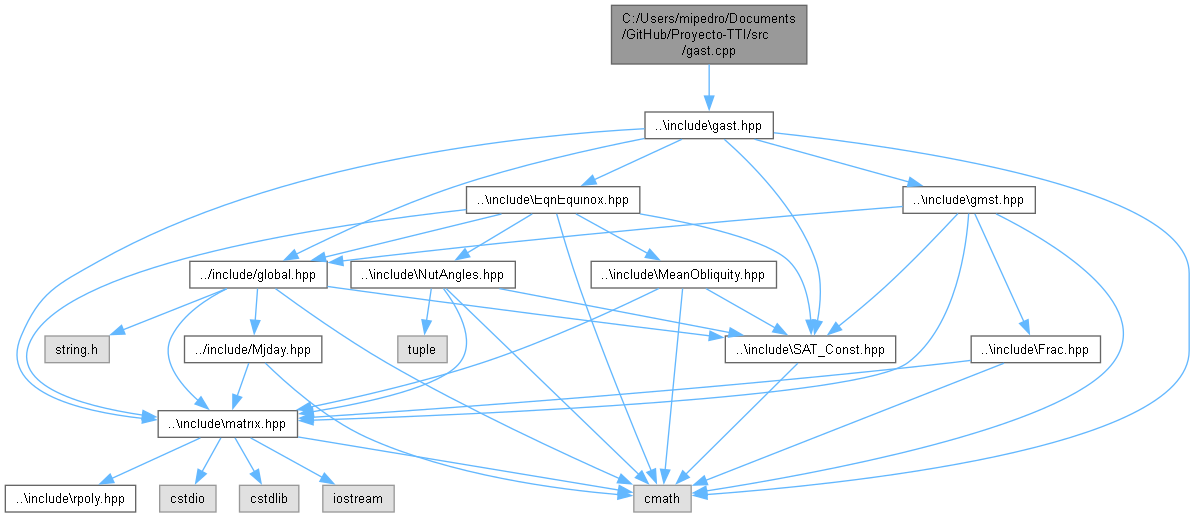 C:/Users/mipedro/Documents
/GitHub/Proyecto-TTI/src
/gast.cpp
..\include\gast.hpp
..\include\EqnEquinox.hpp
..\include\gmst.hpp
../include/global.hpp
..\include\NutAngles.hpp
..\include\MeanObliquity.hpp
string.h
../include/Mjday.hpp
tuple
..\include\SAT_Const.hpp
..\include\Frac.hpp
..\include\matrix.hpp
..\include\rpoly.hpp
cstdio
cstdlib
iostream
cmath